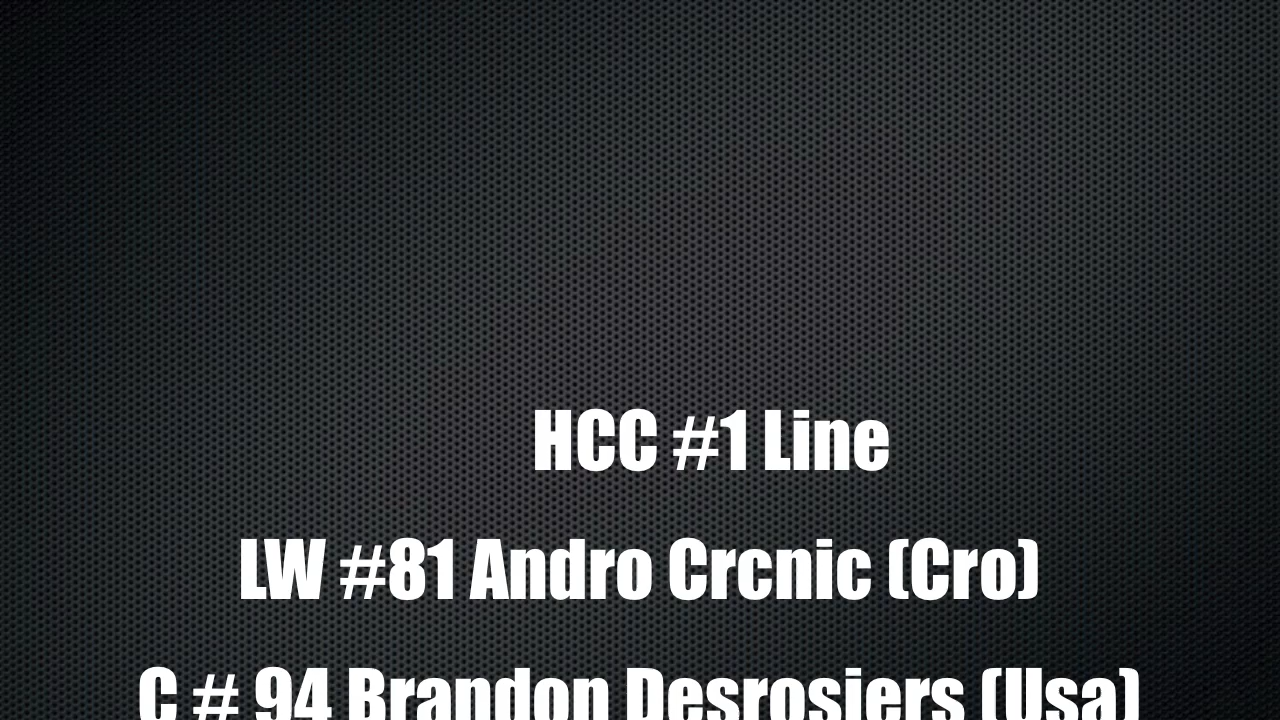 HCC #1 Line
LW #81 Andro Crcnic (Cro)
C # 94 Brandon Desrosiers (Usa)